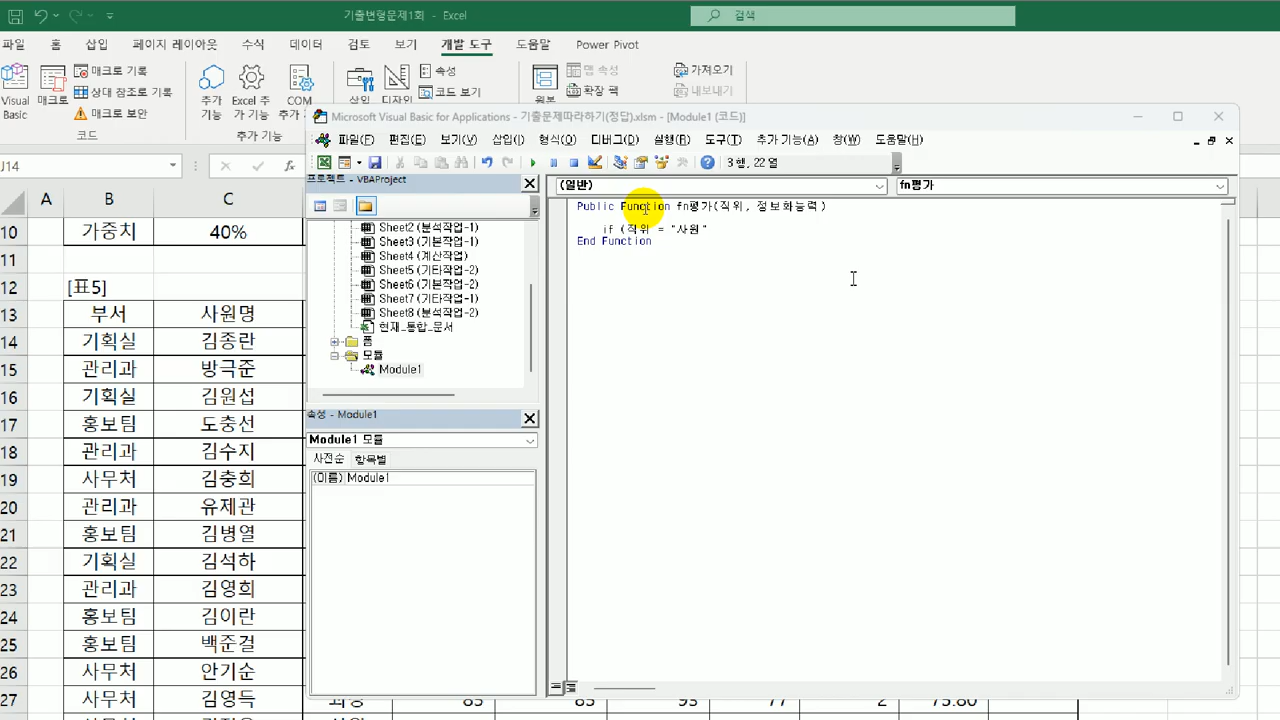 기출변형문제1회 - Excel
검색
파일 홈 삽입 페이지 레이아웃 수식 데이터 검토 보기 개발 도구 도움말 Power Pivot
Visual Basic
매크로
매크로 기록
상대 참조로 기록
매크로 보안
코드
추가 기능
Excel 추가 기능
COM 추가
추가 기능
삽입
디자인
속성
코드 보기
원본
맵 속성
확장 팩
가져오기
내보내기
Microsoft Visual Basic for Applications - 기출문제따라하기(정답).xlsm - [Module1 (코드)]
파일(F) 편집(E) 보기(V) 삽입(I) 형식(O) 디버그(D) 실행(R) 도구(T) 추가 기능(A) 창(W) 도움말(H)
3 행, 22 열
J14
fx
프로젝트 - VBAProject
(일반)
fn평가
Public Function fn평가(직위, 정보화능력)
if (직위 = "사원"
End Function
Sheet2 (분석작업-1)
Sheet3 (기본작업-1)
Sheet4 (계산작업)
Sheet5 (기타작업-2)
Sheet6 (기본작업-2)
Sheet7 (기타작업-1)
Sheet8 (분석작업-2)
현재_통합_문서
폼
모듈
Module1
속성 - Module1
Module1 모듈
사전순 항목별
(이름) Module1
A B C
10 가중치 40%
11
12 [표5]
13 부서 사원명
14 기획실 김종란
15 관리과 방극준
16 기획실 김원섭
17 홍보팀 도충선
18 관리과 김수지
19 사무처 김충희
20 관리과 유제관
21 홍보팀 김병열
22 기획실 김석하
23 관리과 김영희
24 홍보팀 김이란
25 홍보팀 백준걸
26 사무처 안기순
27 사무처 김영득 과장 85 85 95 77 2 75.80